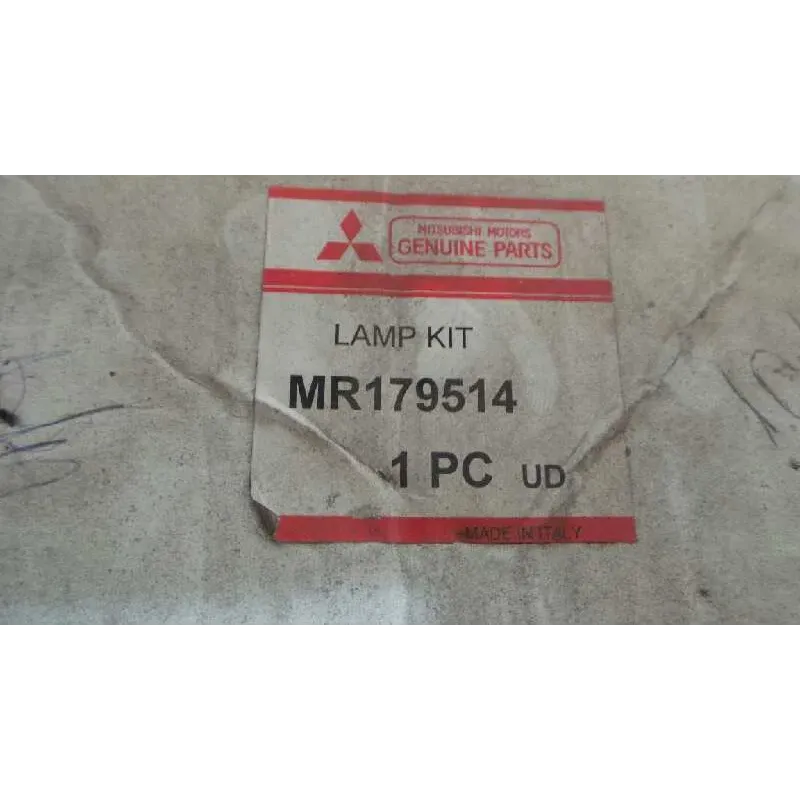 MITSUBISHI MOTORS
GENUINE PARTS
LAMP KIT
MR179514
1 PC UD
MADE IN ITALY